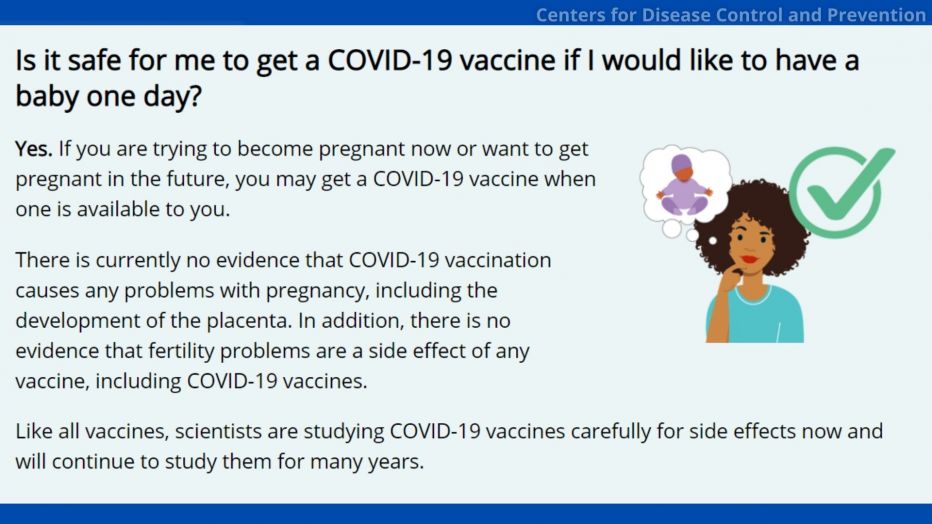 Centers for Disease Control and Prevention
Is it safe for me to get a COVID-19 vaccine if I would like to have a
baby one day?
Yes. If you are trying to become pregnant now or want to get
pregnant in the future, you may get a COVID-19 vaccine when
one is available to you.
There is currently no evidence that COVID-19 vaccination
causes any problems with pregnancy, including the
development of the placenta. In addition, there is no
evidence that fertility problems are a side effect of any
vaccine, including COVID-19 vaccines.
Like all vaccines, scientists are studying COVID-19 vaccines carefully for side effects now and
will continue to study them for many years.